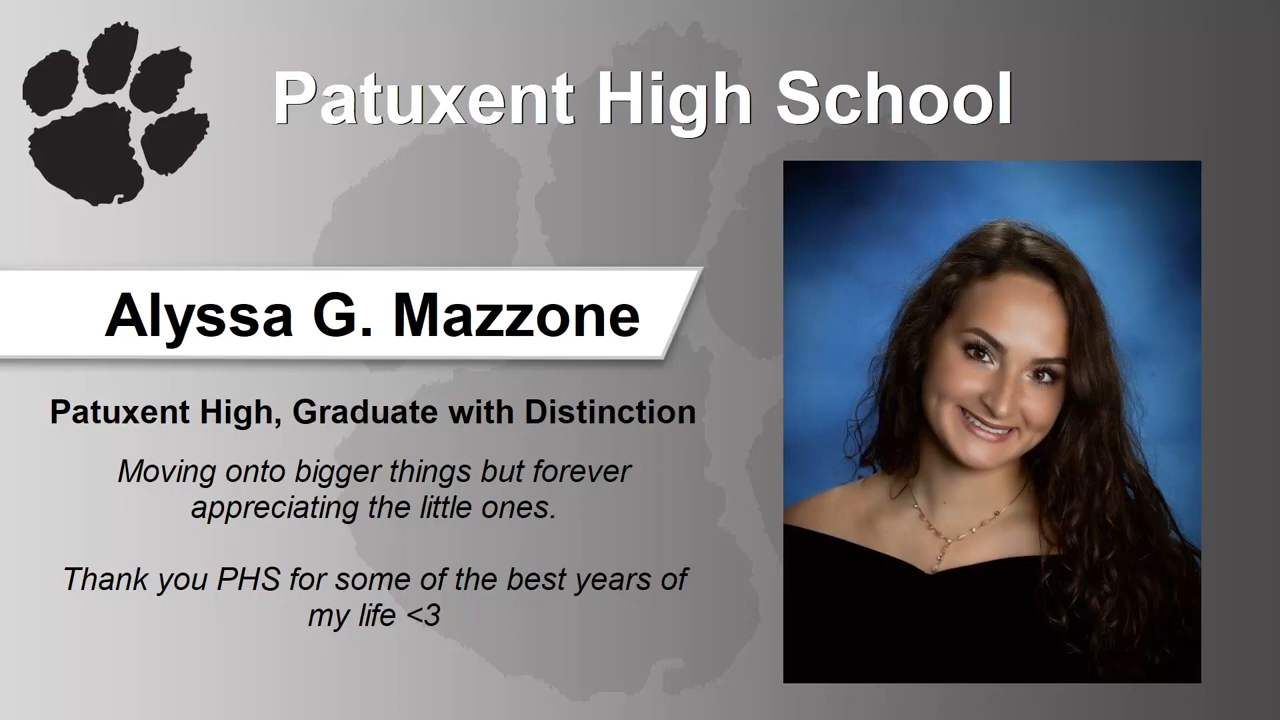 Patuxent High School
Alyssa G. Mazzone
Patuxent High, Graduate with Distinction
Moving onto bigger things but forever
appreciating the little ones.
Thank you PHS for some of the best years of
my life <3